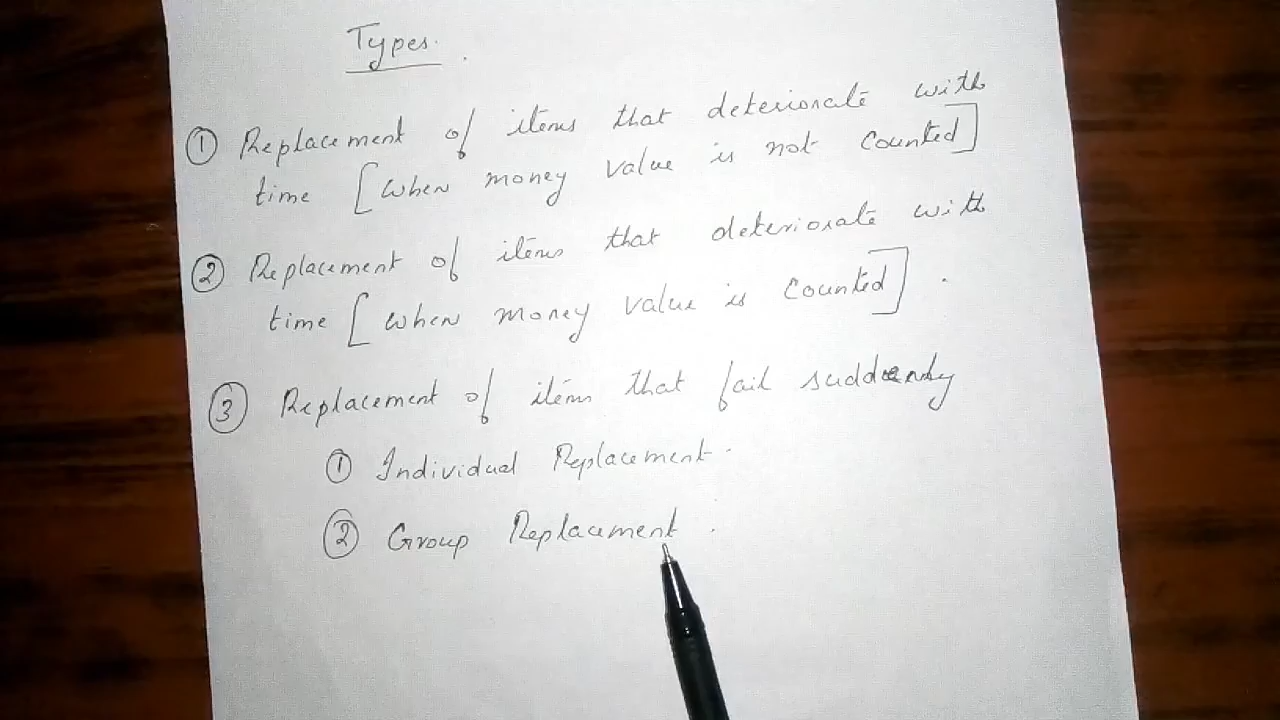 Types.
① Replacement of items that deteriorate with
time [when money value is not counted]
② Replacement of items that deteriorate with
time [when money value is counted].
③ Replacement of items that fail suddenly
① Individual Replacement.
② Group Replacement.